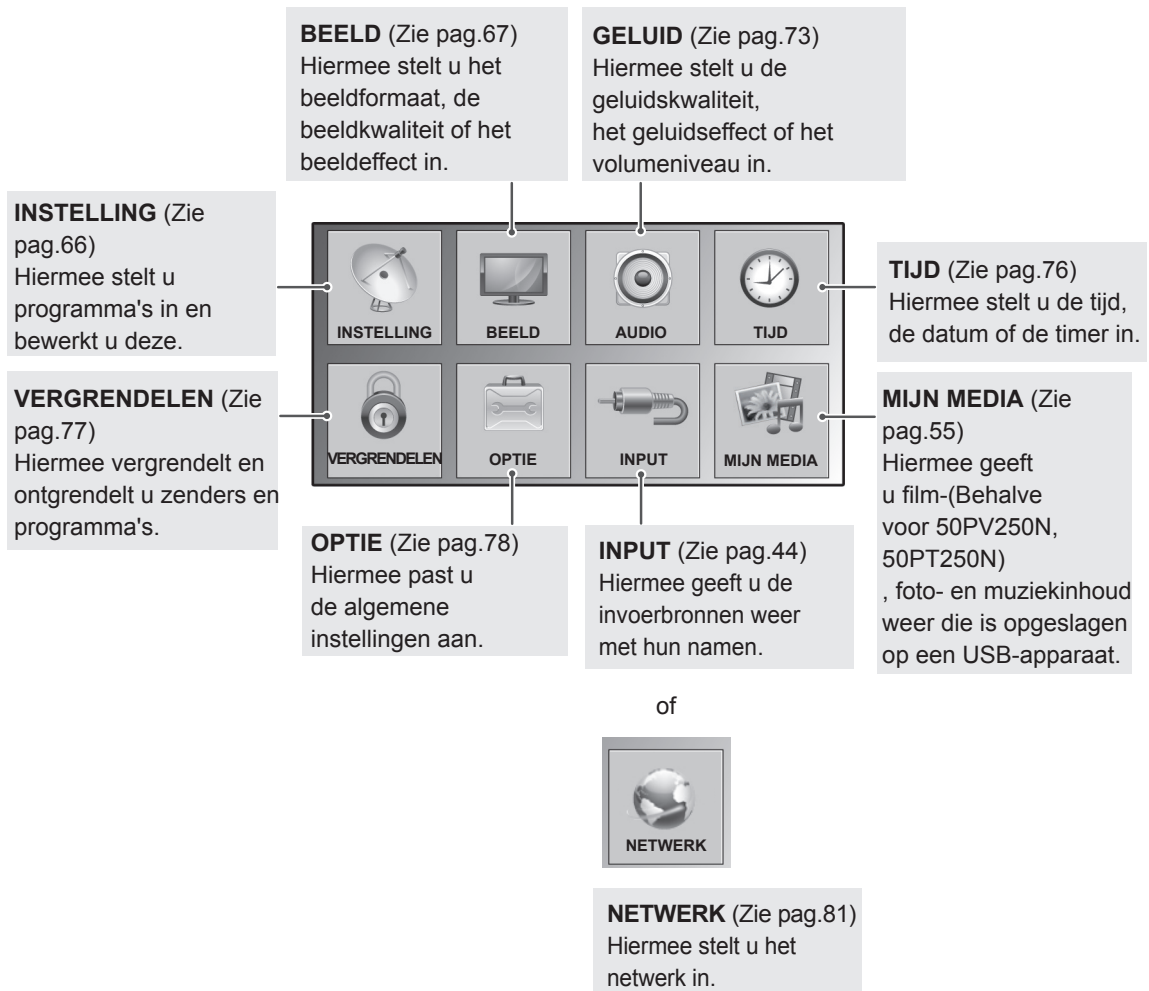 BEELD (Zie pag.67)
Hiermee stelt u het
beeldformaat, de
beeldkwaliteit of het
beeldeffect in.
GELUID (Zie pag.73)
Hiermee stelt u de
geluidskwaliteit,
het geluidseffect of het
volumeniveau in.
INSTELLING (Zie
pag.66)
Hiermee stelt u
programma's in en
bewerkt u deze.
INSTELLING
BEELD
AUDIO
TIJD
TIJD (Zie pag.76)
Hiermee stelt u de tijd,
de datum of de timer in.
VERGRENDELEN (Zie
pag.77)
Hiermee vergrendelt en
ontgrendelt u zenders en
programma's.
VERGRENDELEN
OPTIE
INPUT
MIJN MEDIA
MIJN MEDIA (Zie
pag.55)
Hiermee geeft
u film-(Behalve
voor 50PV250N,
50PT250N)
, foto- en muziekinhoud
weer die is opgeslagen
op een USB-apparaat.
OPTIE (Zie pag.78)
Hiermee past u
de algemene
instellingen aan.
INPUT (Zie pag.44)
Hiermee geeft u de
invoerbronnen weer
met hun namen.
of
NETWERK
NETWERK (Zie pag.81)
Hiermee stelt u het
netwerk in.